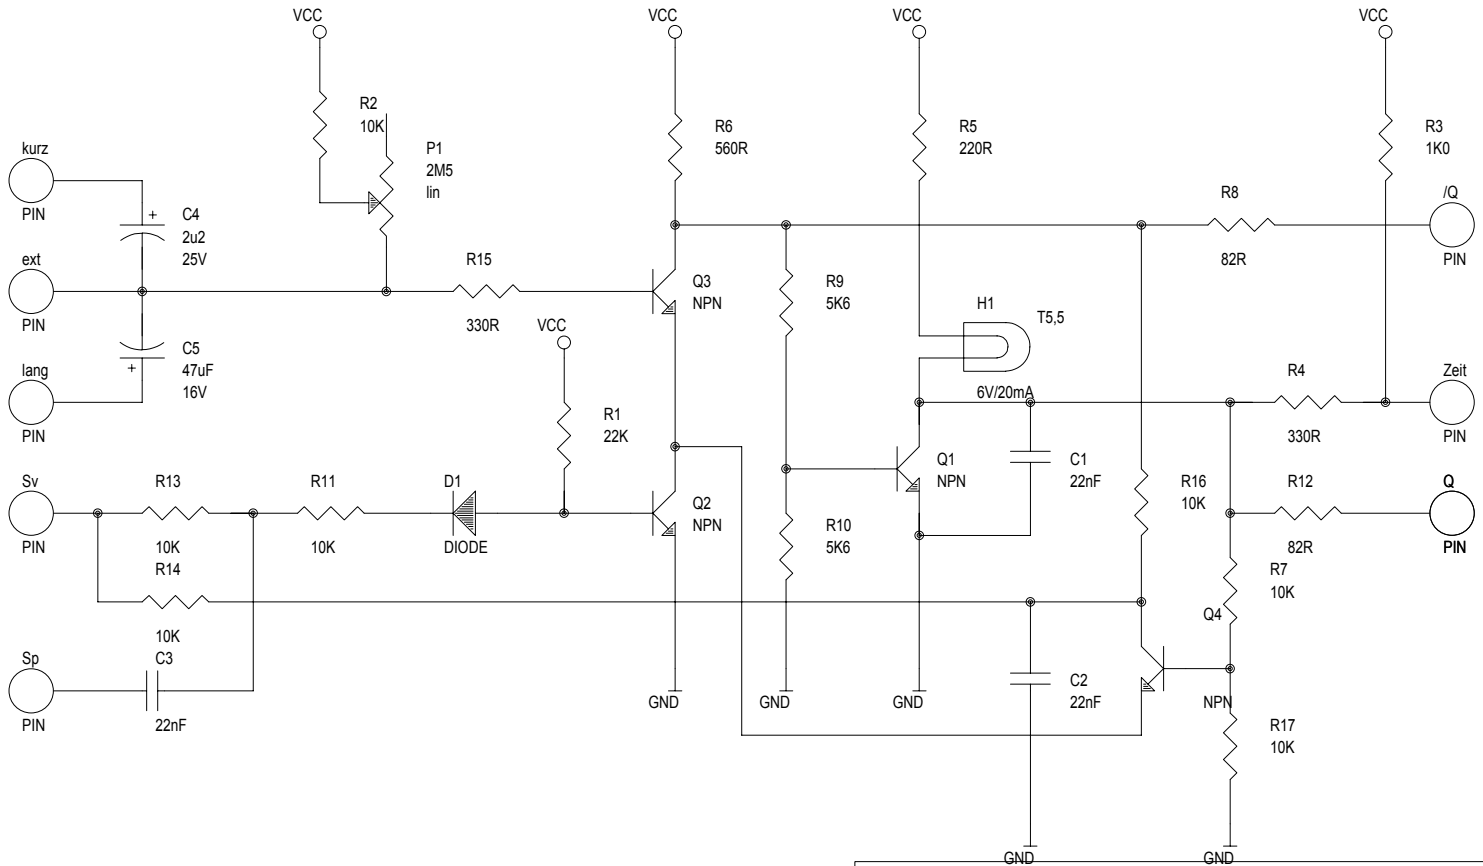 VCC
VCC
VCC
VCC
R2
10K
P1
2M5
lin
R6
560R
R5
220R
R3
1K0
kurz
PIN
C4
2u2
25V
R8
82R
/Q
PIN
ext
PIN
R15
330R
Q3
NPN
R9
5K6
H1
T5,5
6V/20mA
C5
47uF
16V
VCC
lang
PIN
R1
22K
R4
330R
Zeit
PIN
Sv
PIN
R13
10K
R11
10K
D1
DIODE
Q2
NPN
Q1
NPN
C1
22nF
R16
10K
R12
82R
Q
PIN
R10
5K6
R14
10K
R7
10K
Q4
NPN
Sp
PIN
C3
22nF
GND
GND
GND
C2
22nF
R17
10K
GND
GND